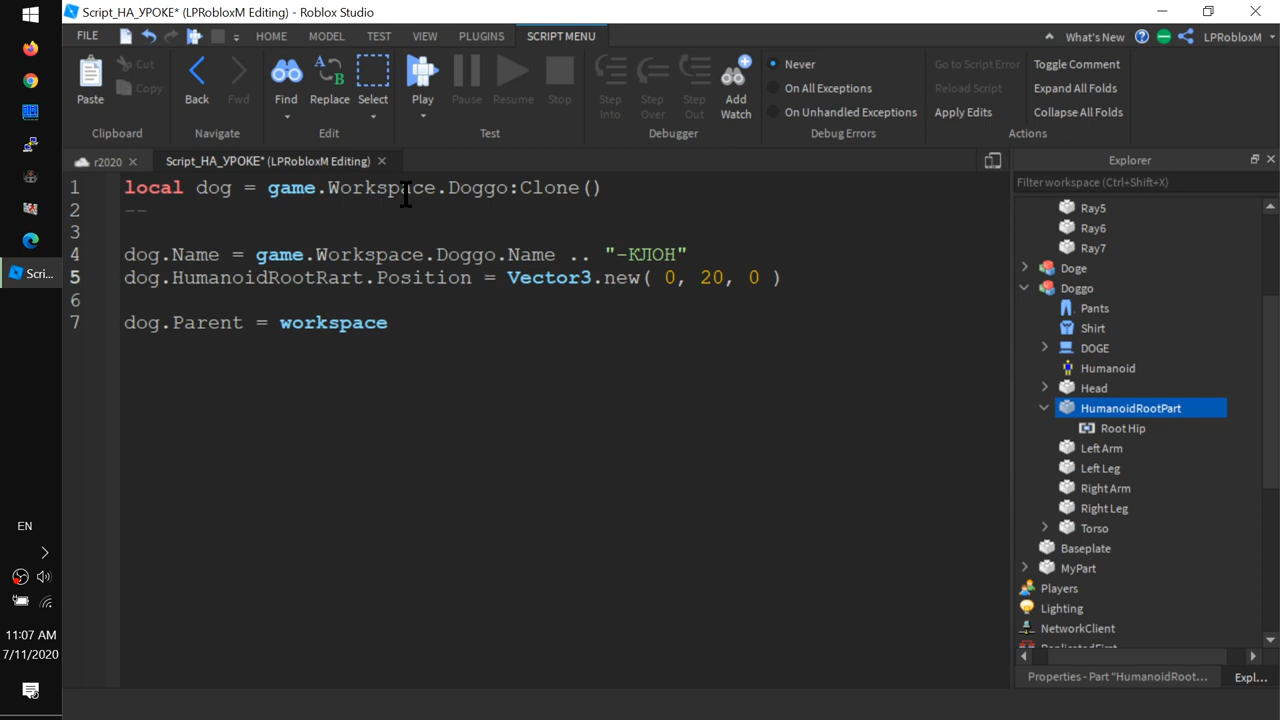 Script_НА_УРОКЕ* (LPRobloxM Editing) - Roblox Studio
FILE HOME MODEL TEST VIEW PLUGINS SCRIPT MENU What's New LPRobloxM
Paste Cut Copy
Clipboard
Back Fwd
Navigate
Find Replace Select
Edit
Play Pause Resume Stop
Test
Step Into Step Over Step Out Add Watch
Debugger
Never
On All Exceptions
On Unhandled Exceptions
Debug Errors
Go to Script Error
Reload Script
Apply Edits
Toggle Comment
Expand All Folds
Collapse All Folds
Actions
r2020 Script_НА_УРОКЕ* (LPRobloxM Editing)
1 local dog = game.Workspace.Doggo:Clone()
2 --
3
4 dog.Name = game.Workspace.Doggo.Name .. "-КЛОН"
5 dog.HumanoidRootRart.Position = Vector3.new( 0, 20, 0 )
6
7 dog.Parent = workspace
Explorer
Filter workspace (Ctrl+Shift+X)
Ray5
Ray6
Ray7
Doge
Doggo
Pants
Shirt
DOGE
Humanoid
Head
HumanoidRootPart
Root Hip
Left Arm
Left Leg
Right Arm
Right Leg
Torso
Baseplate
MyPart
Players
Lighting
NetworkClient
ReplicatedFirst
Properties - Part "HumanoidRoot... Expl...
Scri...
EN
11:07 AM
7/11/2020